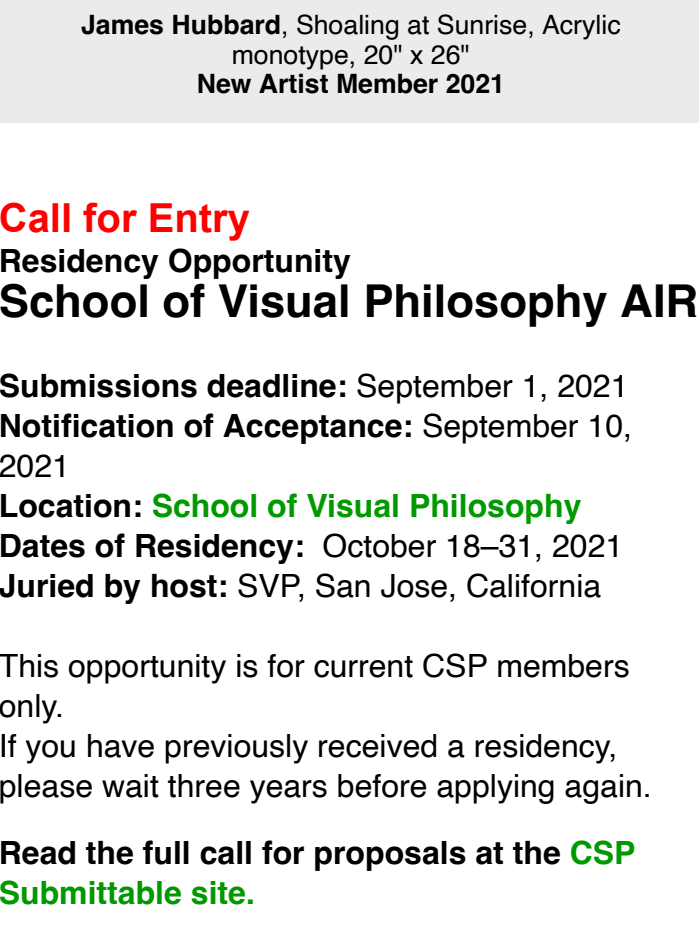 James Hubbard, Shoaling at Sunrise, Acrylic
monotype, 20" x 26"
New Artist Member 2021
Call for Entry
Residency Opportunity
School of Visual Philosophy AIR
Submissions deadline: September 1, 2021
Notification of Acceptance: September 10,
2021
Location: School of Visual Philosophy
Dates of Residency:  October 18–31, 2021
Juried by host: SVP, San Jose, California
This opportunity is for current CSP members
only.
If you have previously received a residency,
please wait three years before applying again.
Read the full call for proposals at the CSP
Submittable site.